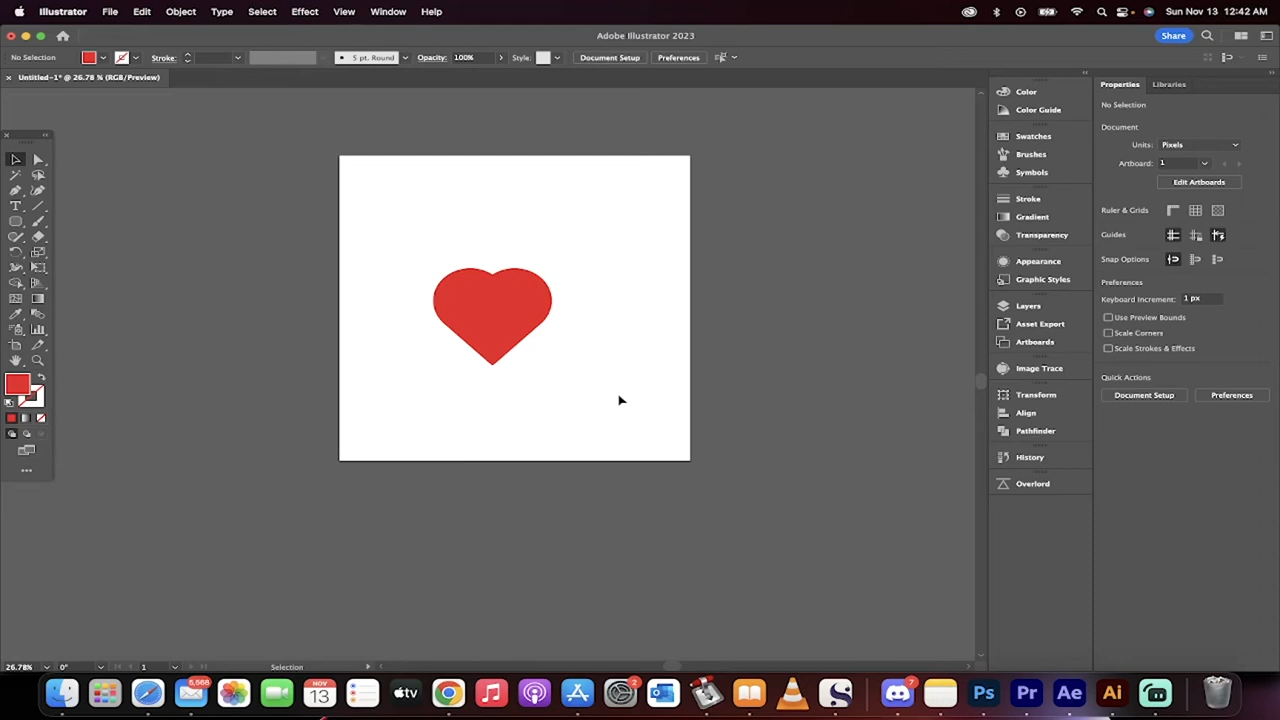 Illustrator File Edit Object Type Select Effect View Window Help Sun Nov 13 12:42 AM
Adobe Illustrator 2023 Share
No Selection Stroke: 5 pt. Round Opacity: 100% Style: Document Setup Preferences
Untitled-1* @ 26.78 % (RGB/Preview)
Color
Color Guide
Swatches
Brushes
Symbols
Stroke
Gradient
Transparency
Appearance
Graphic Styles
Layers
Asset Export
Artboards
Image Trace
Transform
Align
Pathfinder
History
Overlord
Properties Libraries
No Selection
Document
Units: Pixels
Artboard: 1
Edit Artboards
Ruler & Grids
Guides
Snap Options
Preferences
Keyboard Increment: 1 px
Use Preview Bounds
Scale Corners
Scale Strokes & Effects
Quick Actions
Document Setup Preferences
26.78% 0° 1 Selection
5,568 NOV 13 tv 2 7 Ps Pr Ae Ai